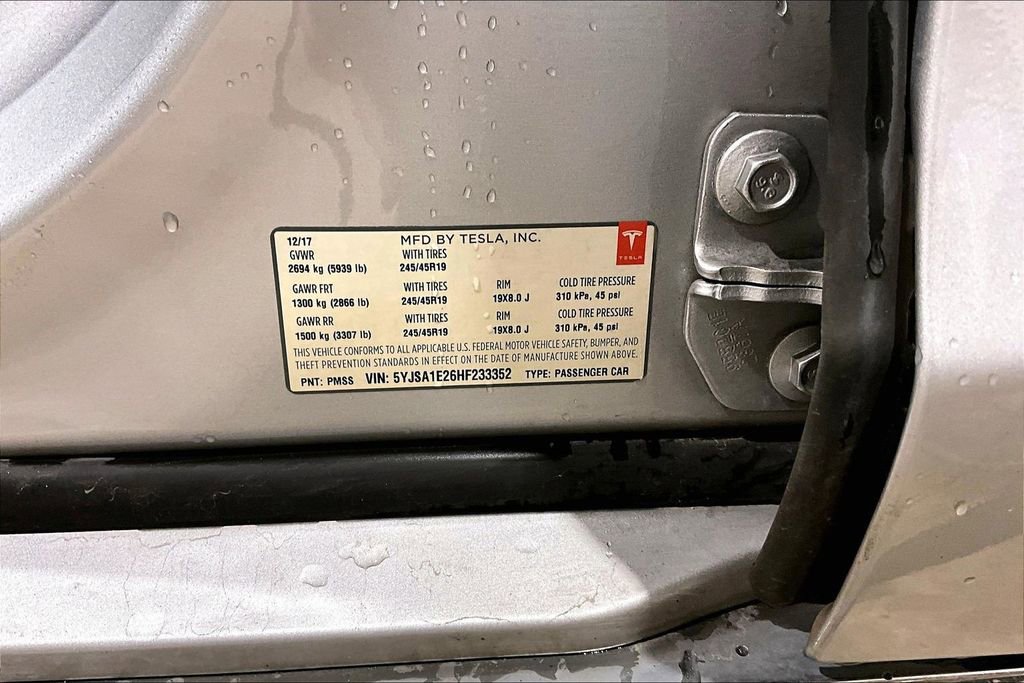 12/17 MFD BY TESLA, INC.
TESLA
GVWR WITH TIRES
2694 kg (5939 lb) 245/45R19
GAWR FRT WITH TIRES RIM COLD TIRE PRESSURE
1300 kg (2866 lb) 245/45R19 19X8.0 J 310 kPa, 45 psi
GAWR RR WITH TIRES RIM COLD TIRE PRESSURE
1500 kg (3307 lb) 245/45R19 19X8.0 J 310 kPa, 45 psi
THIS VEHICLE CONFORMS TO ALL APPLICABLE U.S. FEDERAL MOTOR VEHICLE SAFETY, BUMPER, AND
THEFT PREVENTION STANDARDS IN EFFECT ON THE DATE OF MANUFACTURE SHOWN ABOVE.
PNT: PMSS VIN: 5YJSA1E26HF233352 TYPE: PASSENGER CAR